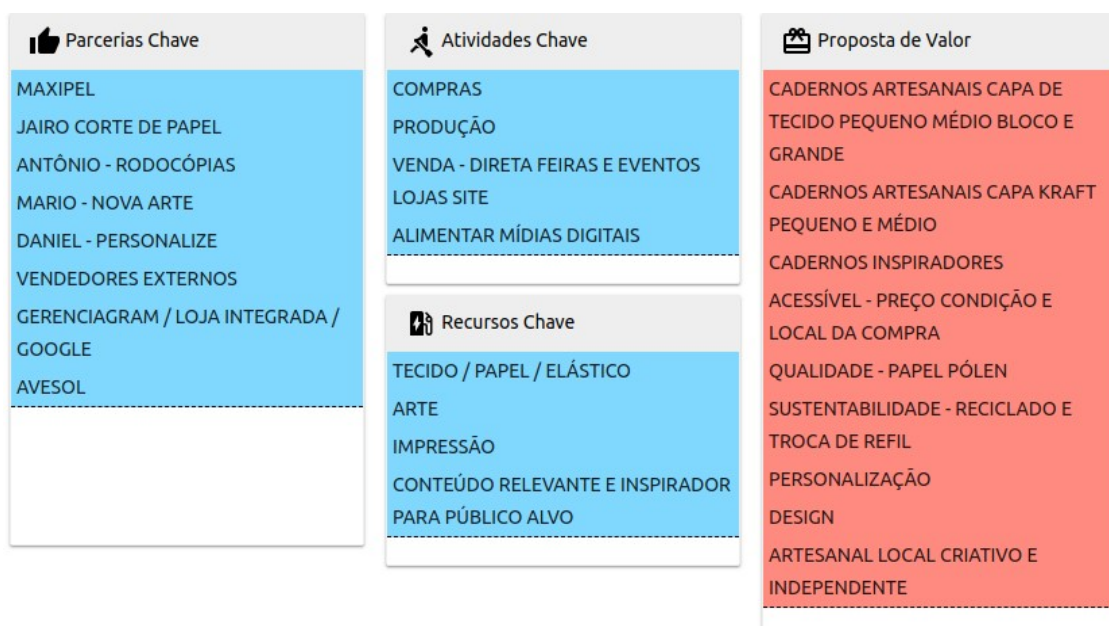 Parcerias Chave
MAXIPEL
JAIRO CORTE DE PAPEL
ANTÔNIO - RODOCÓPIAS
MARIO - NOVA ARTE
DANIEL - PERSONALIZE
VENDEDORES EXTERNOS
GERENCIAGRAM / LOJA INTEGRADA /
GOOGLE
AVESOL
Atividades Chave
COMPRAS
PRODUÇÃO
VENDA - DIRETA FEIRAS E EVENTOS
LOJAS SITE
ALIMENTAR MÍDIAS DIGITAIS
Recursos Chave
TECIDO / PAPEL / ELÁSTICO
ARTE
IMPRESSÃO
CONTEÚDO RELEVANTE E INSPIRADOR
PARA PÚBLICO ALVO
Proposta de Valor
CADERNOS ARTESANAIS CAPA DE
TECIDO PEQUENO MÉDIO BLOCO E
GRANDE
CADERNOS ARTESANAIS CAPA KRAFT
PEQUENO E MÉDIO
CADERNOS INSPIRADORES
ACESSÍVEL - PREÇO CONDIÇÃO E
LOCAL DA COMPRA
QUALIDADE - PAPEL PÓLEN
SUSTENTABILIDADE - RECICLADO E
TROCA DE REFIL
PERSONALIZAÇÃO
DESIGN
ARTESANAL LOCAL CRIATIVO E
INDEPENDENTE